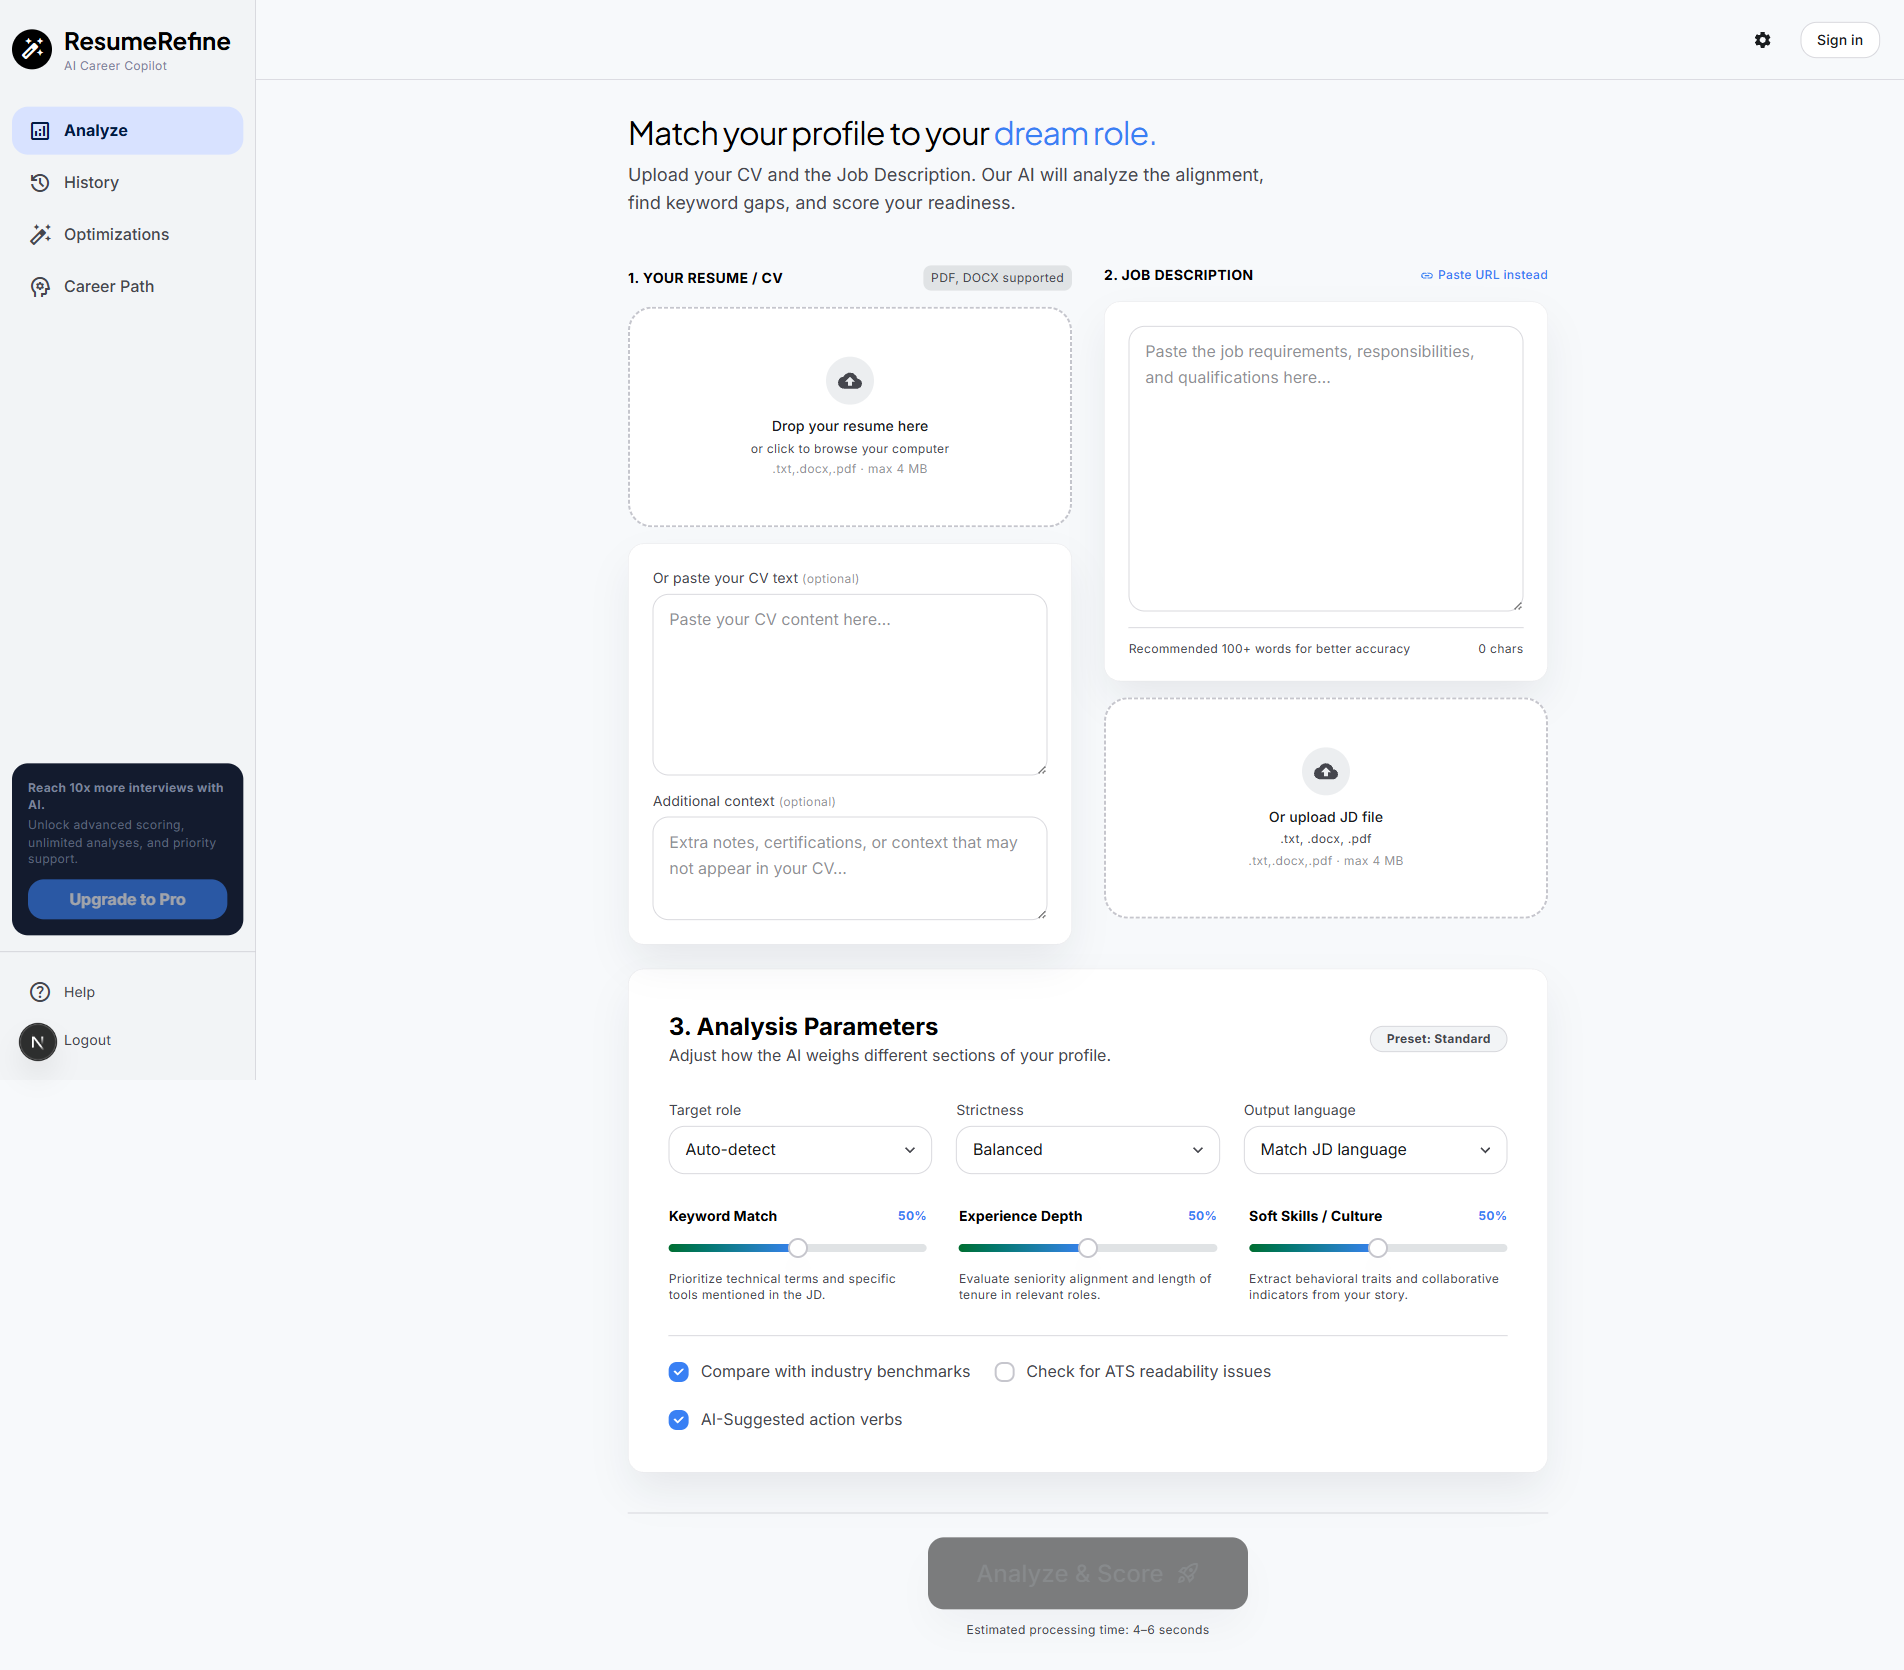 ResumeRefine
AI Career Copilot
Analyze
History
Optimizations
Career Path
Reach 10x more interviews with
AI.
Unlock advanced scoring,
unlimited analyses, and priority
support.
Upgrade to Pro
Help
N
Logout
Sign in
Match your profile to your dream role.
Upload your CV and the Job Description. Our AI will analyze the alignment,
find keyword gaps, and score your readiness.
1. YOUR RESUME / CV
PDF, DOCX supported
Drop your resume here
or click to browse your computer
.txt,.docx,.pdf · max 4 MB
Or paste your CV text (optional)
Paste your CV content here...
Additional context (optional)
Extra notes, certifications, or context that may
not appear in your CV...
2. JOB DESCRIPTION
Paste URL instead
Paste the job requirements, responsibilities,
and qualifications here...
Recommended 100+ words for better accuracy
0 chars
Or upload JD file
.txt, .docx, .pdf
.txt,.docx,.pdf · max 4 MB
3. Analysis Parameters
Adjust how the AI weighs different sections of your profile.
Preset: Standard
Target role
Auto-detect
Strictness
Balanced
Output language
Match JD language
Keyword Match
50%
Prioritize technical terms and specific
tools mentioned in the JD.
Experience Depth
50%
Evaluate seniority alignment and length of
tenure in relevant roles.
Soft Skills / Culture
50%
Extract behavioral traits and collaborative
indicators from your story.
Compare with industry benchmarks
Check for ATS readability issues
AI-Suggested action verbs
Analyze & Score
Estimated processing time: 4–6 seconds